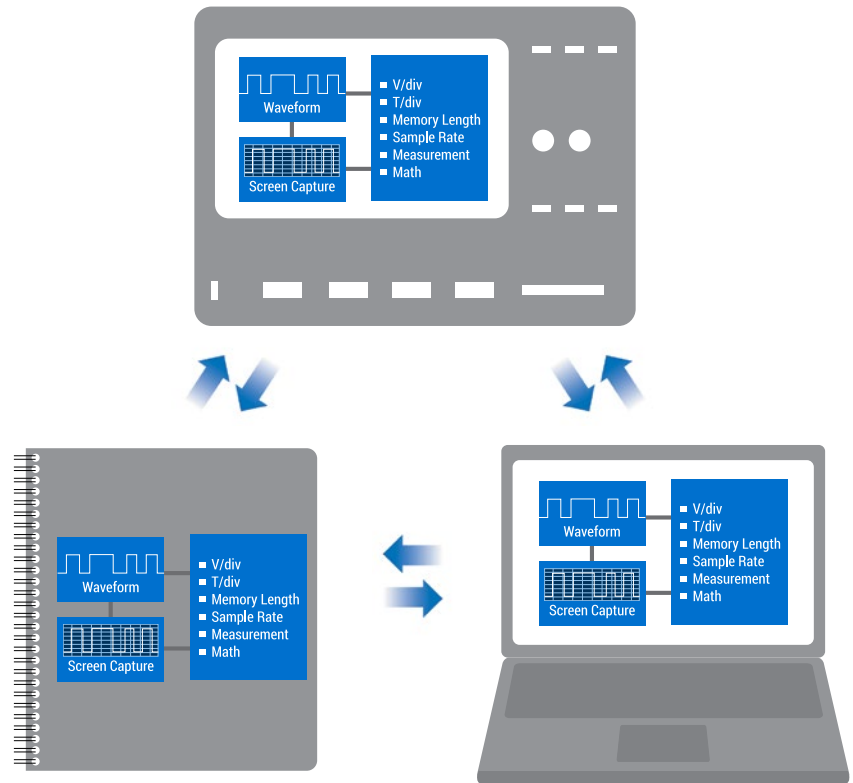 Waveform
Screen Capture
V/div
T/div
Memory Length
Sample Rate
Measurement
Math
Waveform
Screen Capture
V/div
T/div
Memory Length
Sample Rate
Measurement
Math
Waveform
Screen Capture
V/div
T/div
Memory Length
Sample Rate
Measurement
Math